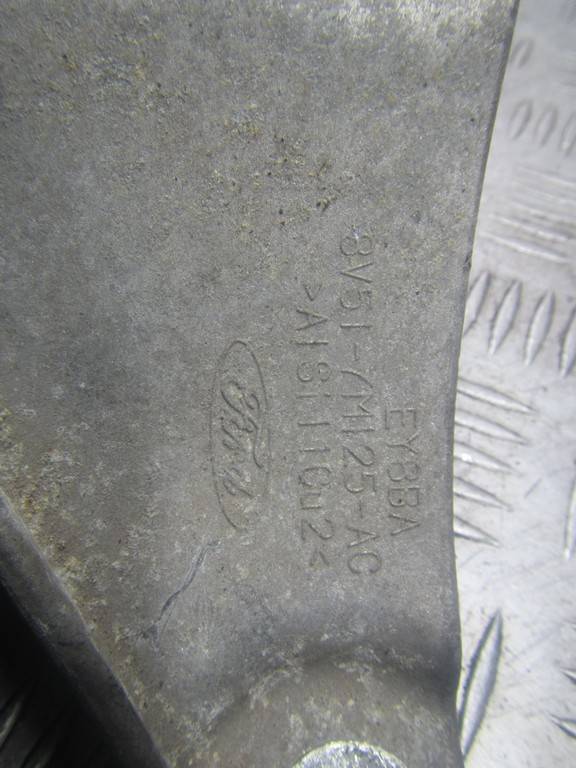 EY8BA
8V51-7M125-AC
>AlSi11Cu2<
Ford